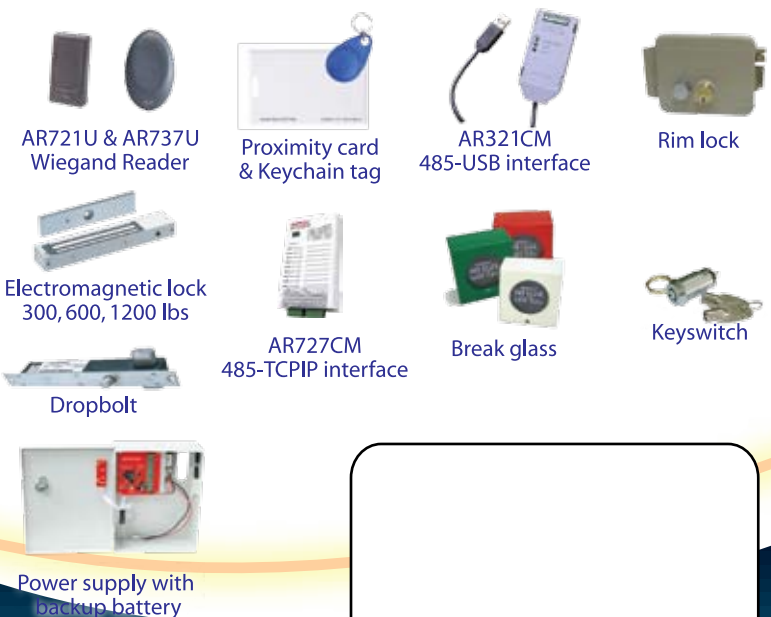 AR721U & AR737U
Wiegand Reader
Proximity card
& Keychain tag
AR321CM
485-USB interface
Rim lock
Electromagnetic lock
300, 600, 1200 lbs
AR727CM
485-TCPIP interface
Break glass
Keyswitch
Dropbolt
Power supply with
backup battery